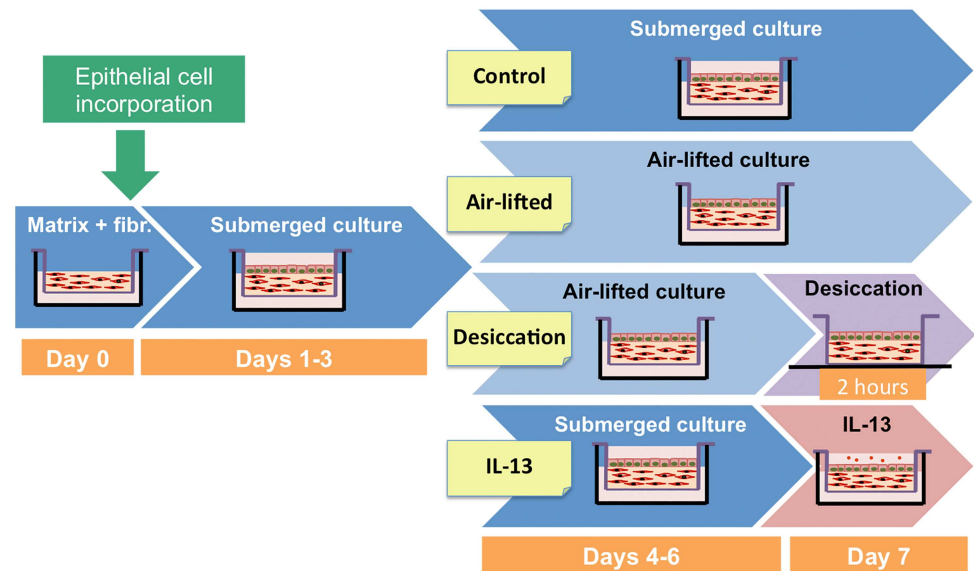 Epithelial cell
incorporation
Matrix + fibr.
Submerged culture
Day 0
Days 1-3
Control
Submerged culture
Air-lifted
Air-lifted culture
Desiccation
Air-lifted culture
Desiccation
2 hours
IL-13
Submerged culture
IL-13
Days 4-6
Day 7